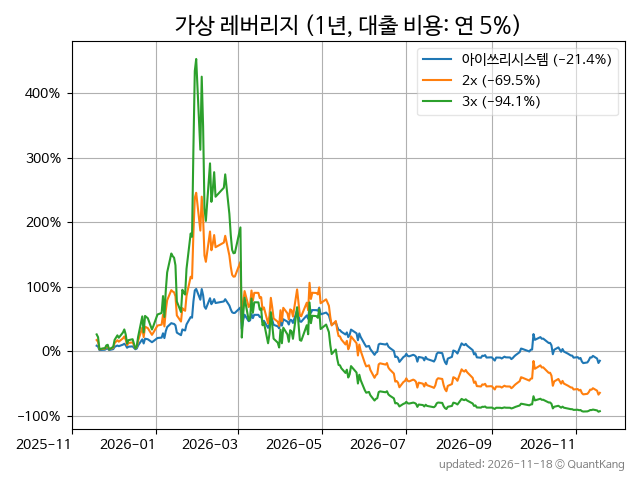 가상 레버리지 (1년, 대출 비용: 연 5%)
아이쓰리시스템 (−21.4%)
2x (−69.5%)
3x (−94.1%)
400%
300%
200%
100%
0%
−100%
2025-11
2026-01
2026-03
2026-05
2026-07
2026-09
2026-11
updated: 2026-11-18 © QuantKang